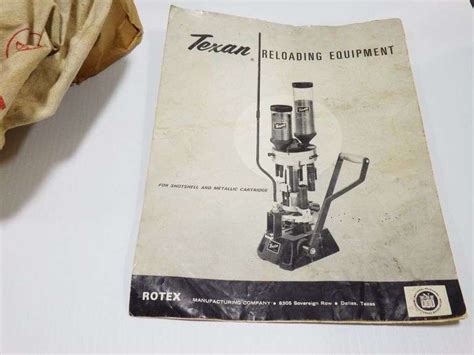 Texan RELOADING EQUIPMENT
FOR SHOTSHELL AND METALLIC CARTRIDGE
ROTEX MANUFACTURING COMPANY • 8305 Sovereign Row • Dallas, Texas